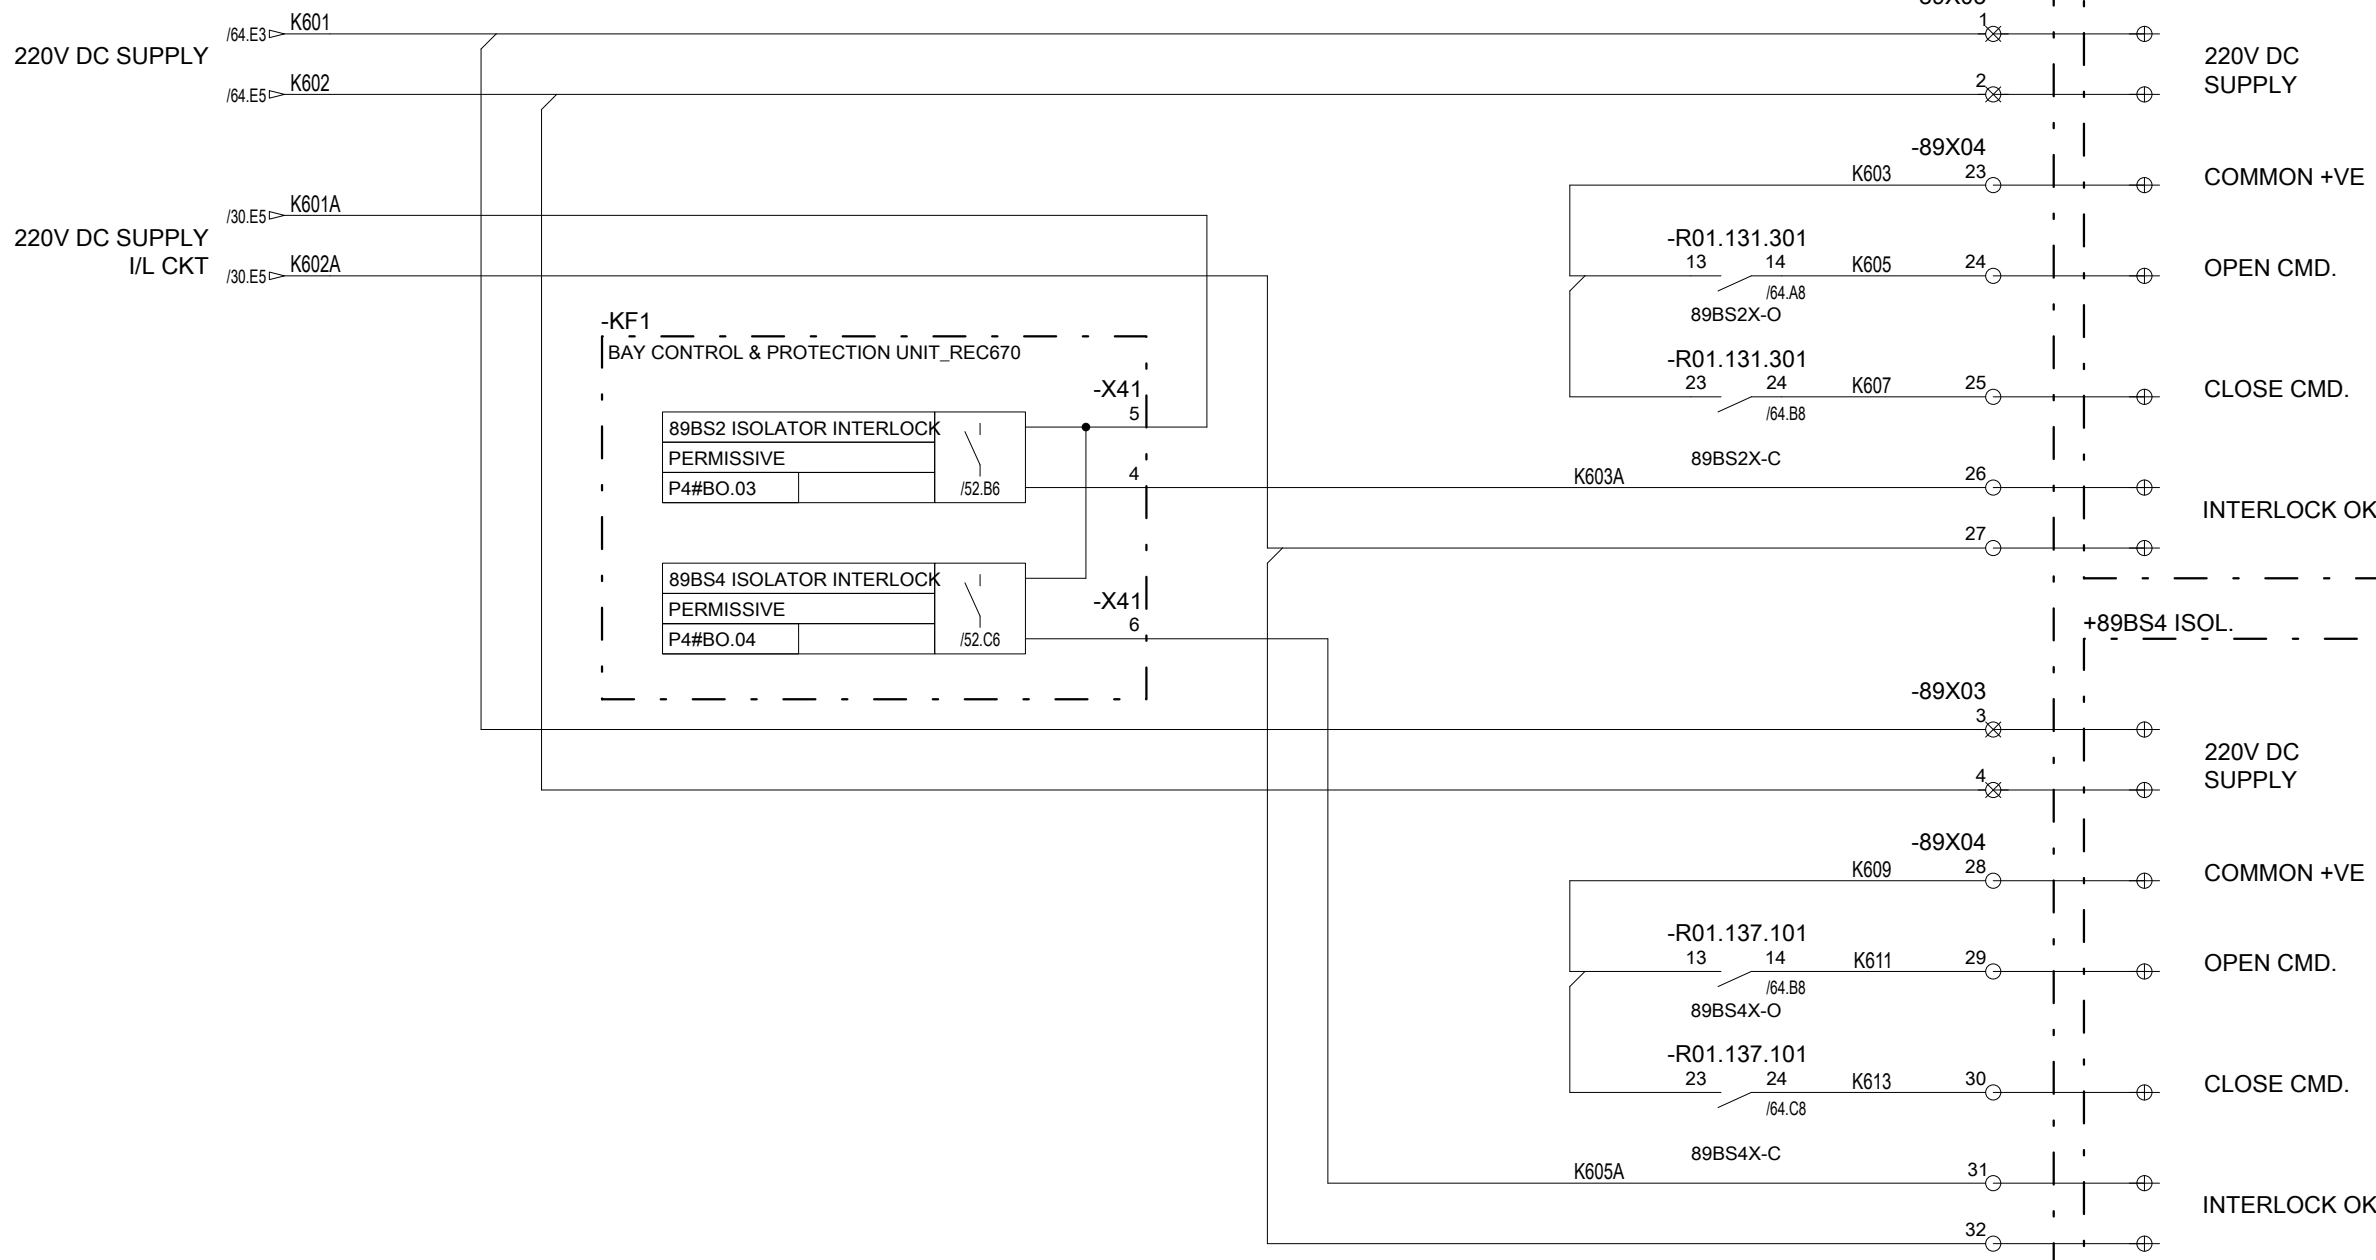 K601
/64.E3
220V DC SUPPLY
K602
/64.E5
1
2
220V DC
SUPPLY
K601A
/30.E5
220V DC SUPPLY
I/L CKT
K602A
/30.E5
-89X04
K603
23
COMMON +VE
-R01.131.301
13
14
K605
24
OPEN CMD.
/64.A8
89BS2X-O
-R01.131.301
23
24
K607
25
CLOSE CMD.
/64.B8
89BS2X-C
-KF1
BAY CONTROL & PROTECTION UNIT_REC670
-X41
5
89BS2 ISOLATOR INTERLOCK
PERMISSIVE
P4#BO.03
/52.B6
4
K603A
26
INTERLOCK OK
27
89BS4 ISOLATOR INTERLOCK
PERMISSIVE
P4#BO.04
/52.C6
-X41
6
+89BS4 ISOL.
-89X03
3
4
220V DC
SUPPLY
-89X04
K609
28
COMMON +VE
-R01.137.101
13
14
K611
29
OPEN CMD.
/64.B8
89BS4X-O
-R01.137.101
23
24
K613
30
CLOSE CMD.
/64.C8
89BS4X-C
K605A
31
INTERLOCK OK
32